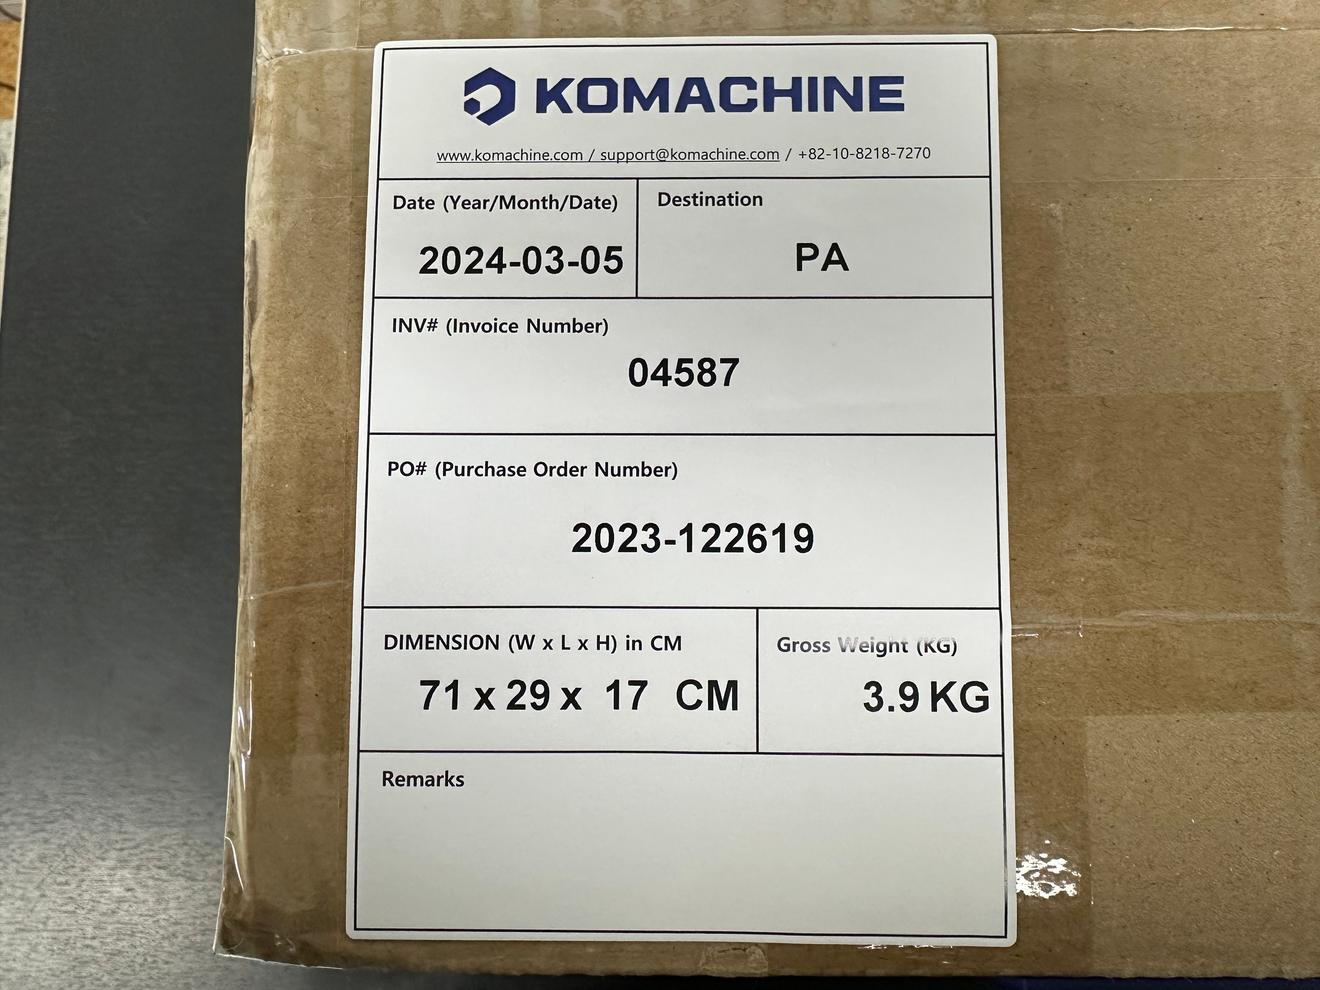 KOMACHINE
www.komachine.com / support@komachine.com / +82-10-8218-7270
Date (Year/Month/Date)
2024-03-05
Destination
PA
INV# (Invoice Number)
04587
PO# (Purchase Order Number)
2023-122619
DIMENSION (W x L x H) in CM
71 x 29 x 17 CM
Gross Weight (KG)
3.9 KG
Remarks